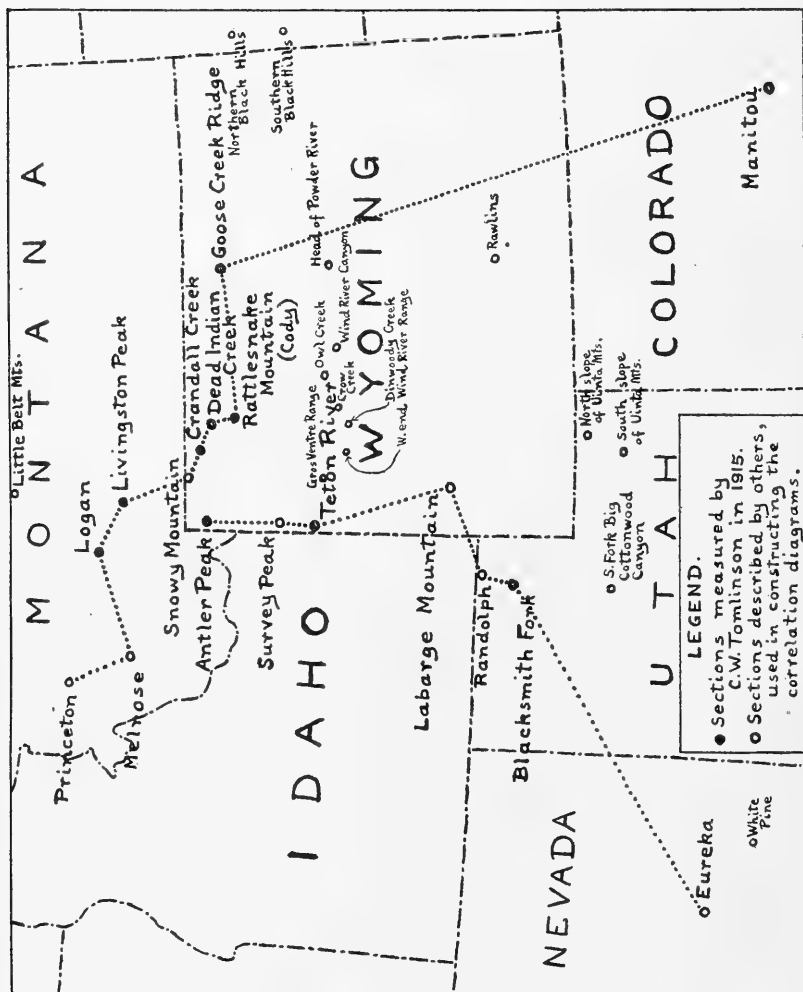 MONTANA
Little Belt Mts.
Livingston Peak
Logan
Princeton
Melrose
Snowy Mountain
Crandall Creek
Dead Indian
Creek
Goose Creek Ridge
Northern
Black Hills
Southern
Black Hills
Rattlesnake
Mountain
(Cody)
Antler Peak
Survey Peak
Teton River
Gros Ventre Range
Owl Creek
Crow
Creek
Wind River Canyon
Head of Powder River
Dinwoody Creek
W. end Wind River Range
WYOMING
Rawlins
IDAHO
Labarge Mountain
Randolph
Blacksmith Fork
NEVADA
Eureka
White
Pine
UTAH
S. Fork Big
Cottonwood
Canyon
North slope
of Uinta Mts.
South slope
of Uinta Mts.
COLORADO
Manitou
LEGEND.
Sections measured by
C.W. Tomlinson in 1915.
Sections described by others,
used in constructing the
correlation diagrams.